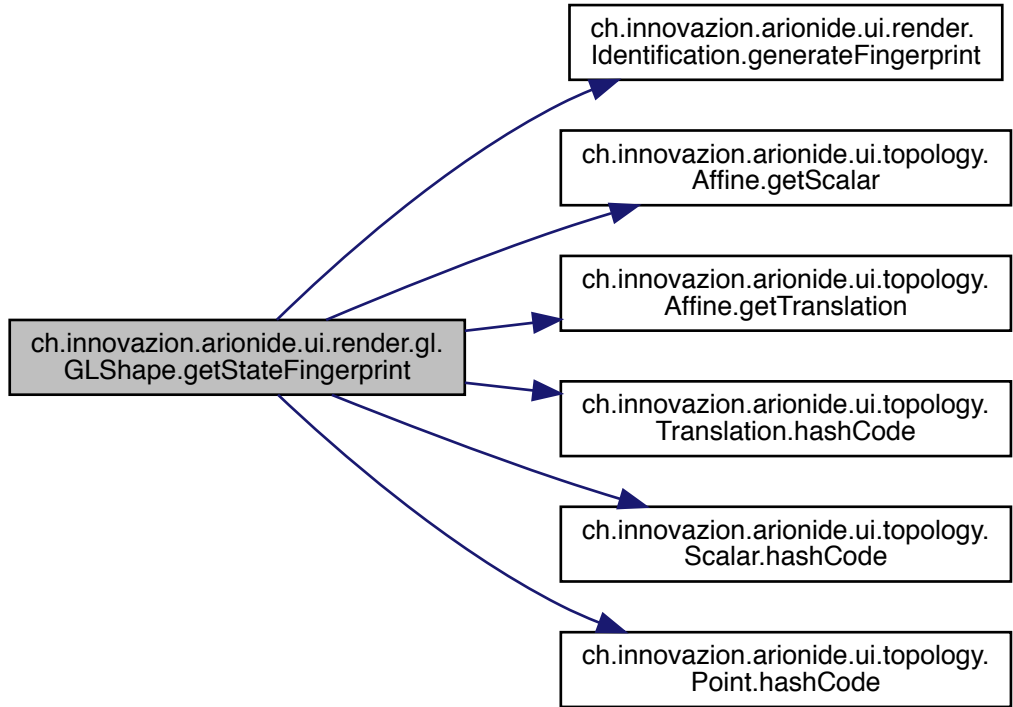 ch.innovazion.arionide.ui.render.
Identification.generateFingerprint
ch.innovazion.arionide.ui.topology.
Affine.getScalar
ch.innovazion.arionide.ui.topology.
Affine.getTranslation
ch.innovazion.arionide.ui.render.gl.
GLShape.getStateFingerprint
ch.innovazion.arionide.ui.topology.
Translation.hashCode
ch.innovazion.arionide.ui.topology.
Scalar.hashCode
ch.innovazion.arionide.ui.topology.
Point.hashCode